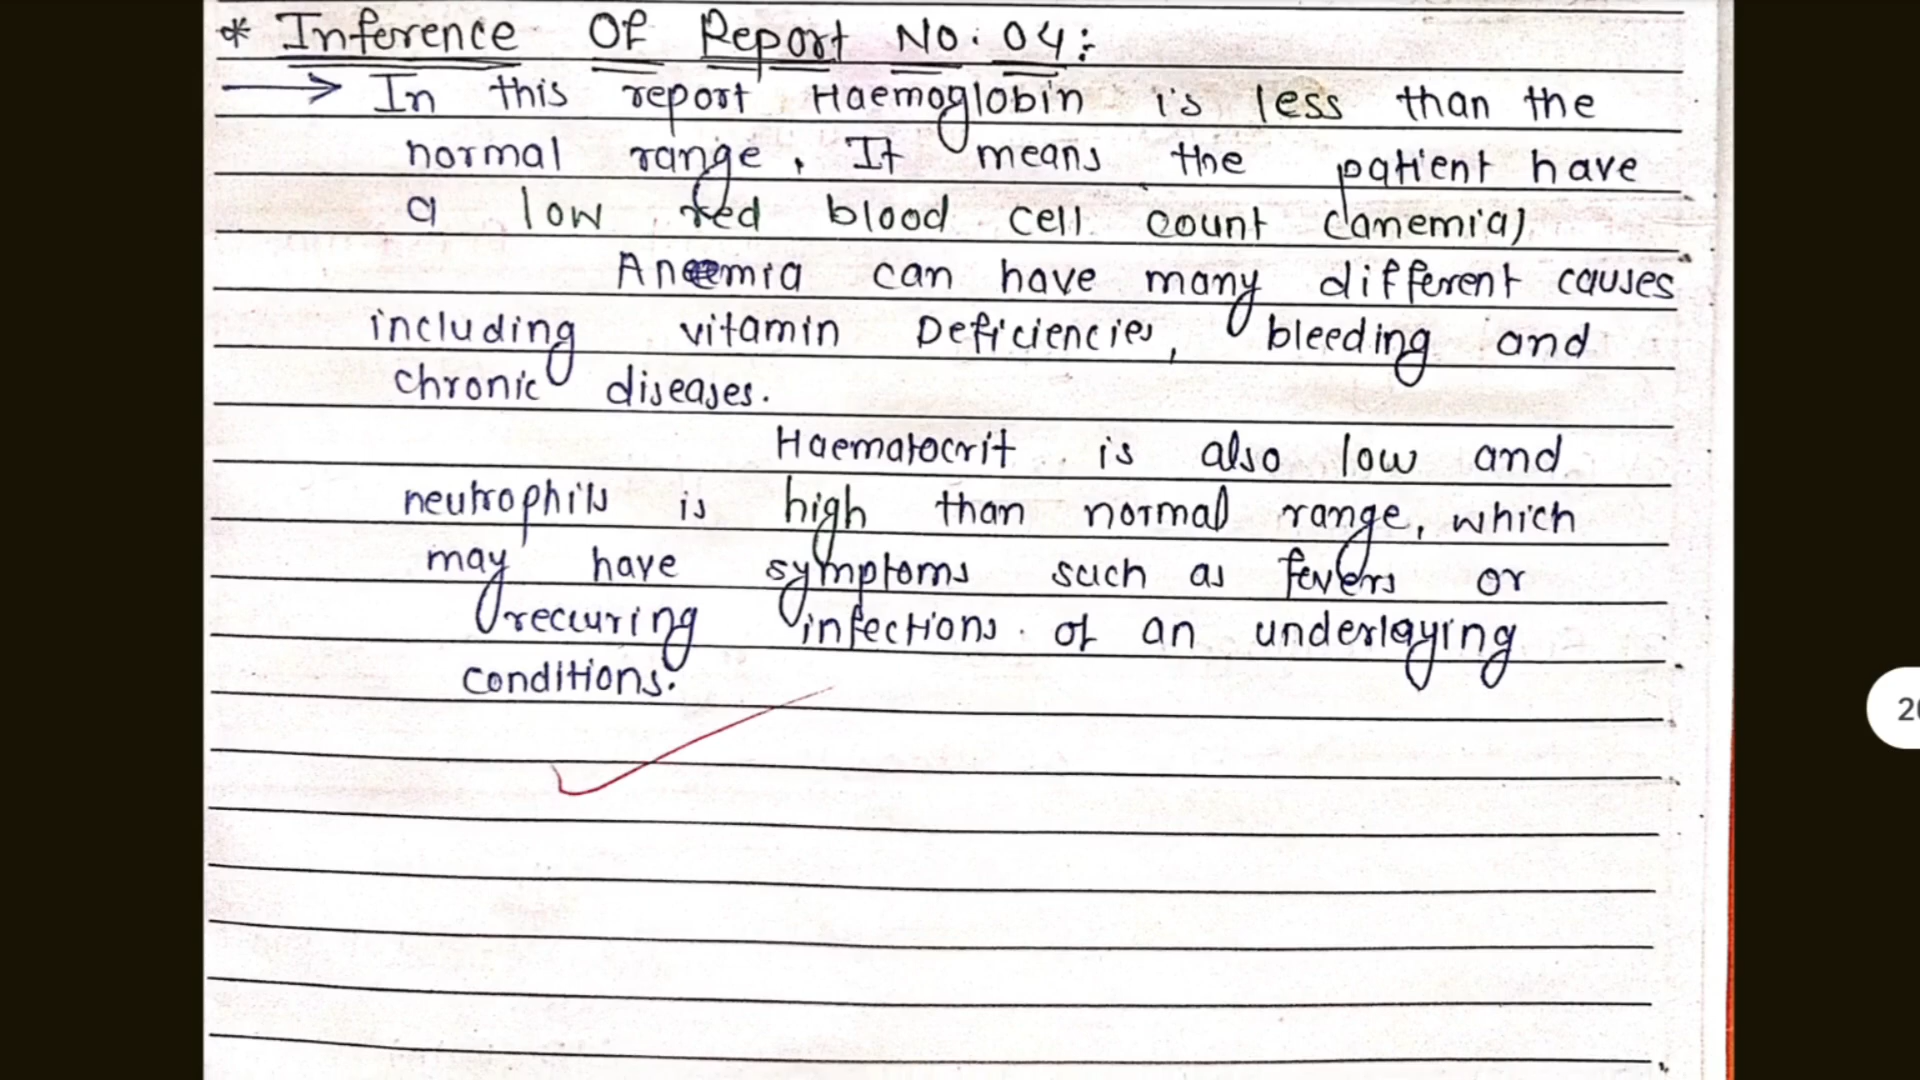 * Inference Of Report No. 04:
→ In this report Haemoglobin is less than the
normal range, It means the patient have
a low red blood cell count (anemia)
Anemia can have many different causes
including vitamin Deficiencies, bleeding and
chronic diseases.
Haematocrit is also low and
neutrophils is high than normal range, which
may have symptoms such as fevers or
reccuring infections of an underlaying
conditions.
20